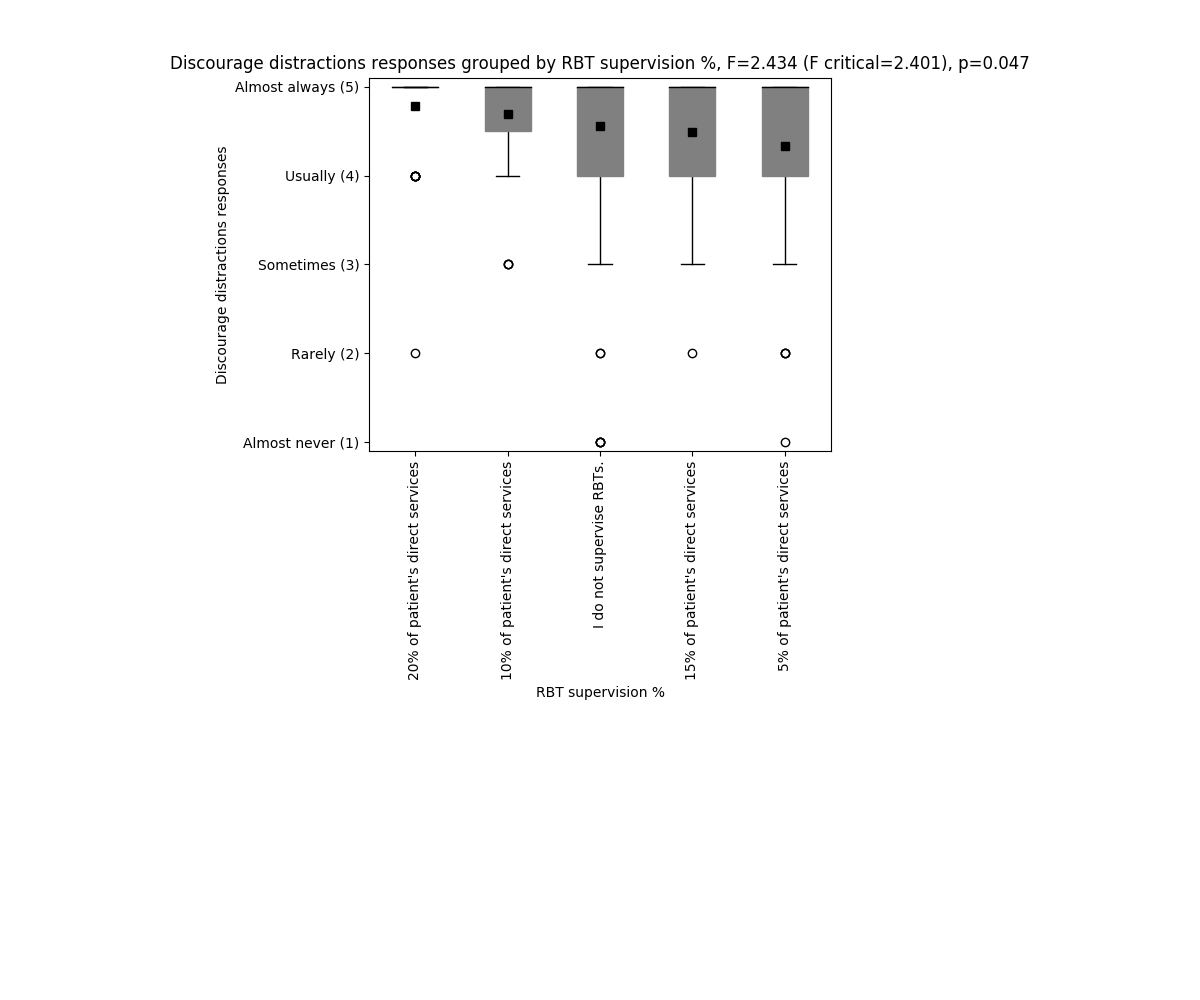 Discourage distractions responses grouped by RBT supervision %, F=2.434 (F critical=2.401), p=0.047
Discourage distractions responses
Almost always (5)
Usually (4)
Sometimes (3)
Rarely (2)
Almost never (1)
20% of patient's direct services
10% of patient's direct services
I do not supervise RBTs.
15% of patient's direct services
5% of patient's direct services
RBT supervision %